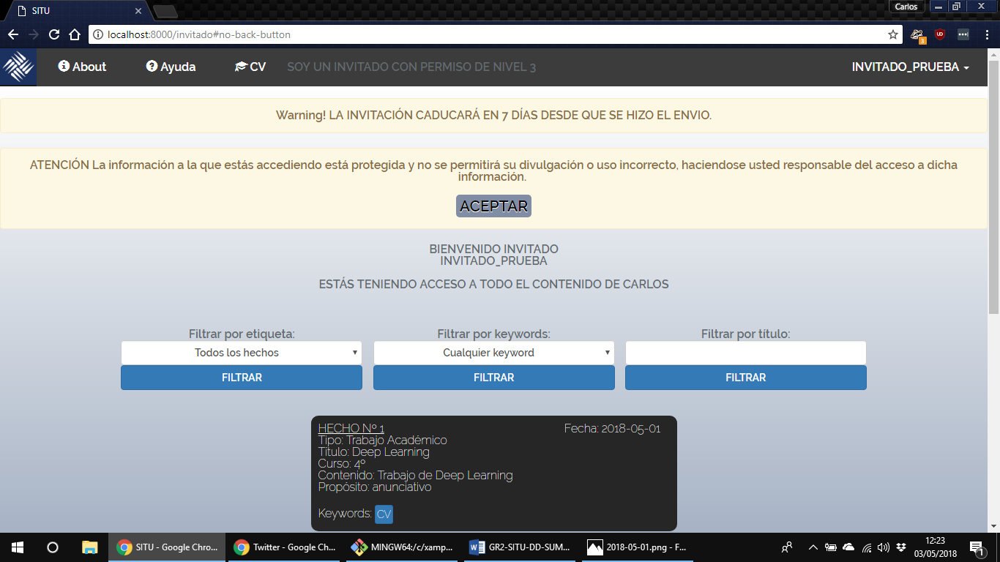 SITU
Carlos
localhost:8000/invitado#no-back-button
3
About
Ayuda
CV
SOY UN INVITADO CON PERMISO DE NIVEL 3
INVITADO_PRUEBA
Warning! LA INVITACIÓN CADUCARÁ EN 7 DÍAS DESDE QUE SE HIZO EL ENVIO.
ATENCIÓN La información a la que estás accediendo está protegida y no se permitirá su divulgación o uso incorrecto, haciendose usted responsable del acceso a dicha
información.
ACEPTAR
BIENVENIDO INVITADO
INVITADO_PRUEBA
ESTÁS TENIENDO ACCESO A TODO EL CONTENIDO DE CARLOS
Filtrar por etiqueta:
Todos los hechos
FILTRAR
Filtrar por keywords:
Cualquier keyword
FILTRAR
Filtrar por título:
FILTRAR
HECHO Nº 1
Fecha: 2018-05-01
Tipo: Trabajo Académico
Título: Deep Learning
Curso: 4º
Contenido: Trabajo de Deep Learning
Propósito: anunciativo
Keywords: CV
SITU - Google Chro...
Twitter - Google Ch...
MINGW64:/c/xamp...
GR2-SITU-DD-SUM...
2018-05-01.png - F...
12:23
03/05/2018
1